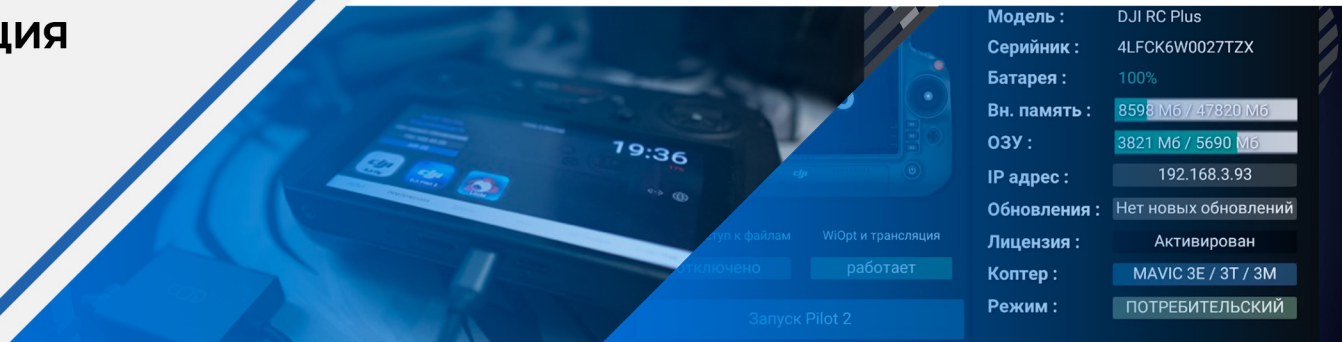 ция
19:36
туп к файлам
WiOpt и трансляция
отключено
работает
Запуск Pilot 2
Модель : DJI RC Plus
Серийник : 4LFCK6W0027TZX
Батарея : 100%
Вн. память : 8598 Мб / 47820 Мб
ОЗУ : 3821 Мб / 5690 Мб
IP адрес : 192.168.3.93
Обновления : Нет новых обновлений
Лицензия : Активирован
Коптер : MAVIC 3E / 3T / 3M
Режим : ПОТРЕБИТЕЛЬСКИЙ